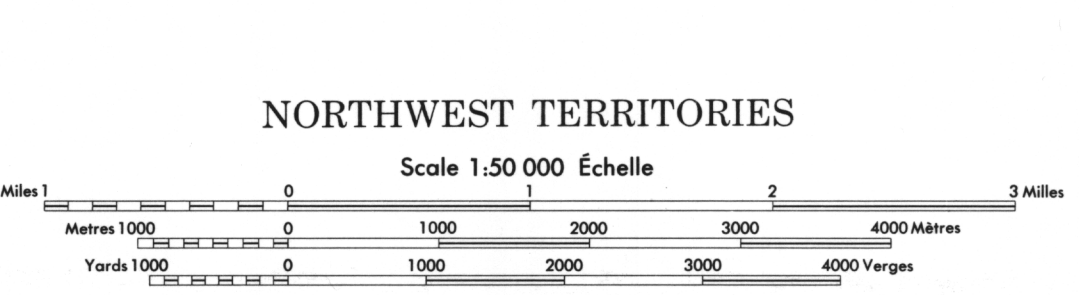 NORTHWEST TERRITORIES
Scale 1:50 000 Échelle
Miles 1 0 1 2 3 Milles
Metres 1000 0 1000 2000 3000 4000 Mètres
Yards 1000 0 1000 2000 3000 4000 Verges